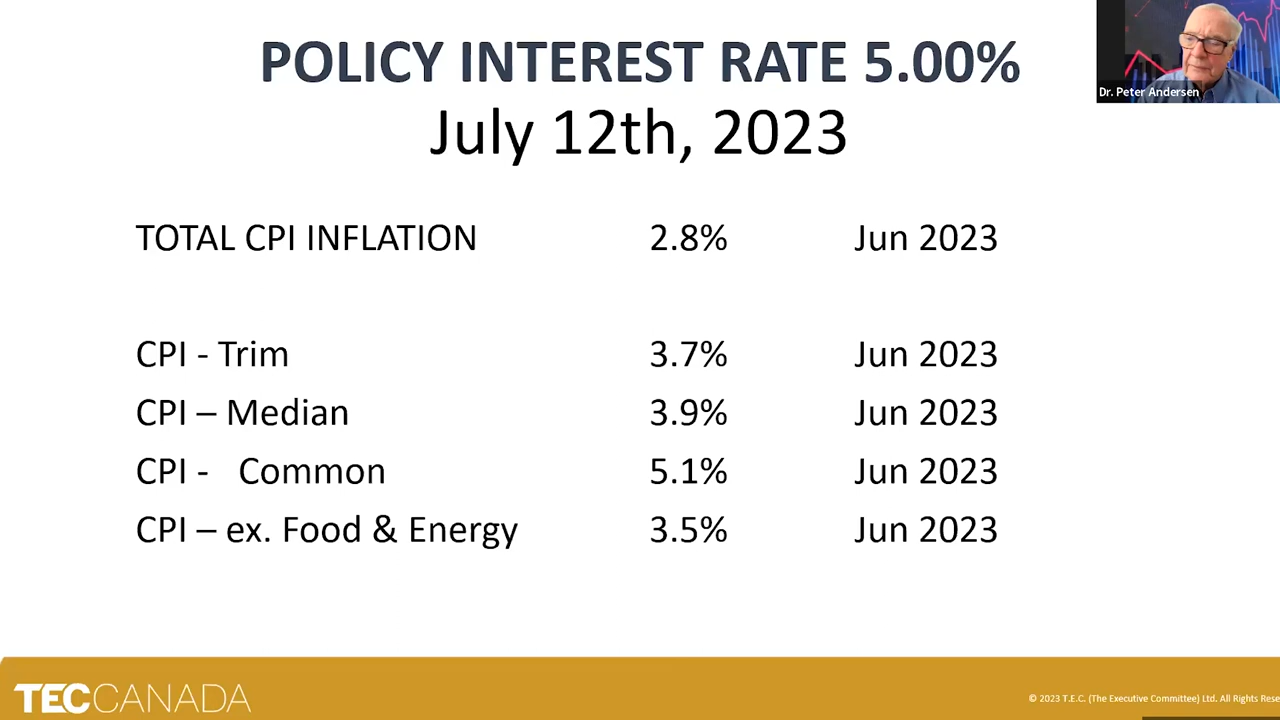 POLICY INTEREST RATE 5.00%
July 12th, 2023
Dr. Peter Andersen
TOTAL CPI INFLATION 2.8% Jun 2023
CPI - Trim 3.7% Jun 2023
CPI – Median 3.9% Jun 2023
CPI - Common 5.1% Jun 2023
CPI – ex. Food & Energy 3.5% Jun 2023
TECCANADA
© 2023 T.E.C. (The Executive Committee) Ltd. All Rights Rese